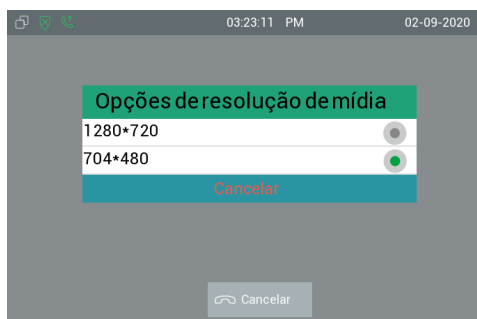 03:23:11 PM 02-09-2020
Opções de resolução de mídia
1280*720
704*480
Cancelar
Cancelar